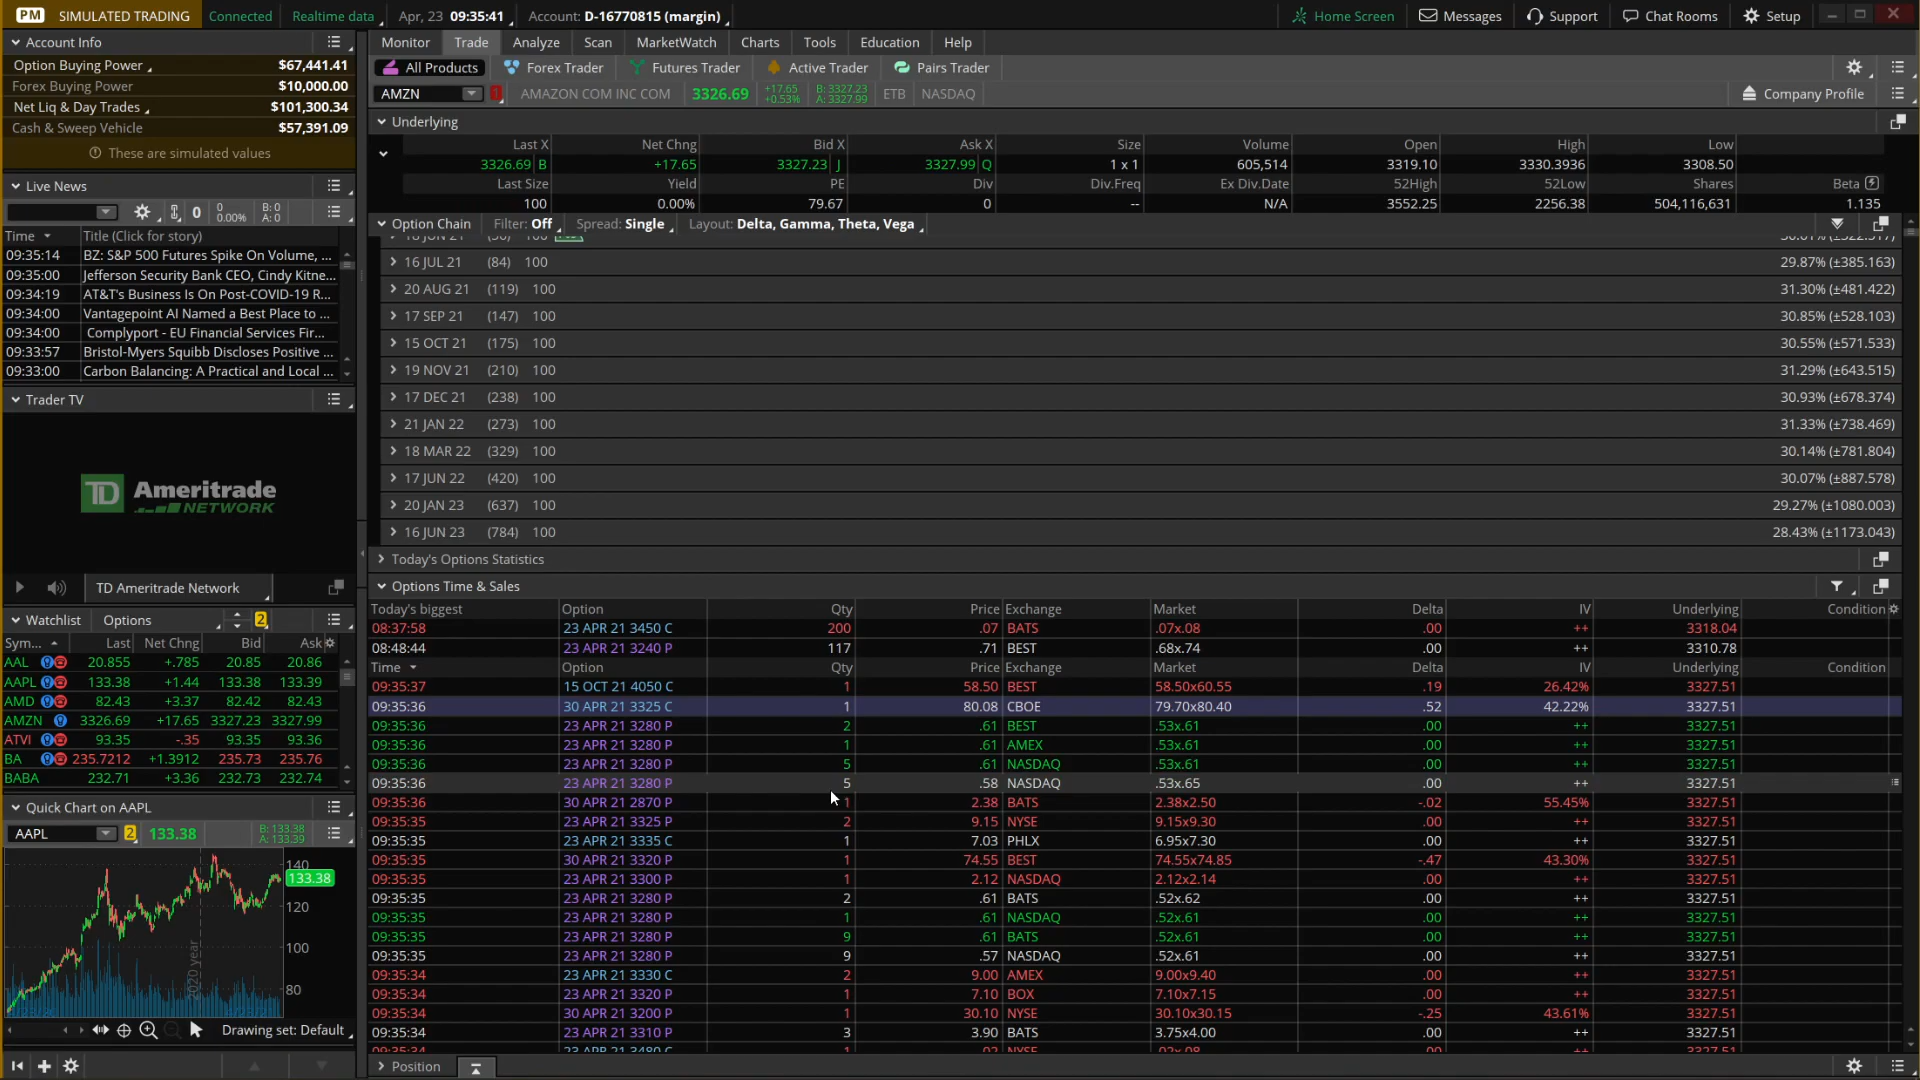 PM SIMULATED TRADING Connected Realtime data Apr, 23 09:35:41 Account: D-16770815 (margin) Home Screen Messages Support Chat Rooms Setup
Account Info
Option Buying Power $67,441.41
Forex Buying Power $10,000.00
Net Liq & Day Trades $101,300.34
Cash & Sweep Vehicle $57,391.09
These are simulated values
Live News
0 0 0.00% B: 0 A: 0
Time Title (Click for story)
09:35:14 BZ: S&P 500 Futures Spike On Volume, ...
09:35:00 Jefferson Security Bank CEO, Cindy Kitne...
09:34:19 AT&T's Business Is On Post-COVID-19 R...
09:34:00 Vantagepoint AI Named a Best Place to ...
09:34:00 Complyport - EU Financial Services Fir...
09:33:57 Bristol-Myers Squibb Discloses Positive ...
09:33:00 Carbon Balancing: A Practical and Local ...
Trader TV
TD Ameritrade
NETWORK
TD Ameritrade Network
Watchlist Options 2
Sym... Last Net Chng Bid Ask
AAL 20.855 +.785 20.85 20.86
AAPL 133.38 +1.44 133.38 133.39
AMD 82.43 +3.37 82.42 82.43
AMZN 3326.69 +17.65 3327.23 3327.99
ATVI 93.35 -.35 93.35 93.36
BA 235.7212 +1.3912 235.73 235.76
BABA 232.71 +3.36 232.73 232.74
Quick Chart on AAPL
AAPL 2 133.38 B: 133.38 A: 133.39
140
133.38
120
100
80
2020 year
Drawing set: Default
Monitor Trade Analyze Scan MarketWatch Charts Tools Education Help
All Products Forex Trader Futures Trader Active Trader Pairs Trader
AMZN 1 AMAZON COM INC COM 3326.69 +17.65 +0.53% B: 3327.23 A: 3327.99 ETB NASDAQ Company Profile
Underlying
Last X Net Chng Bid X Ask X Size Volume Open High Low
3326.69 B +17.65 3327.23 J 3327.99 Q 1 x 1 605,514 3319.10 3330.3936 3308.50
Last Size Yield PE Div Div.Freq Ex Div.Date 52High 52Low Shares Beta
100 0.00% 79.67 0 -- N/A 3552.25 2256.38 504,116,631 1.135
Option Chain Filter: Off Spread: Single Layout: Delta, Gamma, Theta, Vega
16 JUL 21 (84) 100 29.87% (±385.163)
20 AUG 21 (119) 100 31.30% (±481.422)
17 SEP 21 (147) 100 30.85% (±528.103)
15 OCT 21 (175) 100 30.55% (±571.533)
19 NOV 21 (210) 100 31.29% (±643.515)
17 DEC 21 (238) 100 30.93% (±678.374)
21 JAN 22 (273) 100 31.33% (±738.469)
18 MAR 22 (329) 100 30.14% (±781.804)
17 JUN 22 (420) 100 30.07% (±887.578)
20 JAN 23 (637) 100 29.27% (±1080.003)
16 JUN 23 (784) 100 28.43% (±1173.043)
Today's Options Statistics
Options Time & Sales
Today's biggest Option Qty Price Exchange Market Delta IV Underlying Condition
08:37:58 23 APR 21 3450 C 200 .07 BATS .07x.08 .00 ++ 3318.04
08:48:44 23 APR 21 3240 P 117 .71 BEST .68x.74 .00 ++ 3310.78
Time Option Qty Price Exchange Market Delta IV Underlying Condition
09:35:37 15 OCT 21 4050 C 1 58.50 BEST 58.50x60.55 .19 26.42% 3327.51
09:35:36 30 APR 21 3325 C 1 80.08 CBOE 79.70x80.40 .52 42.22% 3327.51
09:35:36 23 APR 21 3280 P 2 .61 BEST .53x.61 .00 ++ 3327.51
09:35:36 23 APR 21 3280 P 1 .61 AMEX .53x.61 .00 ++ 3327.51
09:35:36 23 APR 21 3280 P 5 .61 NASDAQ .53x.61 .00 ++ 3327.51
09:35:36 23 APR 21 3280 P 5 .58 NASDAQ .53x.65 .00 ++ 3327.51
09:35:36 30 APR 21 2870 P 1 2.38 BATS 2.38x2.50 -.02 55.45% 3327.51
09:35:35 23 APR 21 3325 P 2 9.15 NYSE 9.15x9.30 .00 ++ 3327.51
09:35:35 23 APR 21 3335 C 1 7.03 PHLX 6.95x7.30 .00 ++ 3327.51
09:35:35 30 APR 21 3320 P 1 74.55 BEST 74.55x74.85 -.47 43.30% 3327.51
09:35:35 23 APR 21 3300 P 1 2.12 NASDAQ 2.12x2.14 .00 ++ 3327.51
09:35:35 23 APR 21 3280 P 2 .61 BATS .52x.62 .00 ++ 3327.51
09:35:35 23 APR 21 3280 P 1 .61 NASDAQ .52x.61 .00 ++ 3327.51
09:35:35 23 APR 21 3280 P 9 .61 BATS .52x.61 .00 ++ 3327.51
09:35:35 23 APR 21 3280 P 9 .57 NASDAQ .52x.61 .00 ++ 3327.51
09:35:34 23 APR 21 3330 C 2 9.00 AMEX 9.00x9.40 .00 ++ 3327.51
09:35:34 23 APR 21 3320 P 1 7.10 BOX 7.10x7.15 .00 ++ 3327.51
09:35:34 30 APR 21 3200 P 1 30.10 NYSE 30.10x30.15 -.25 43.61% 3327.51
09:35:34 23 APR 21 3310 P 3 3.90 BATS 3.75x4.00 .00 ++ 3327.51
Position